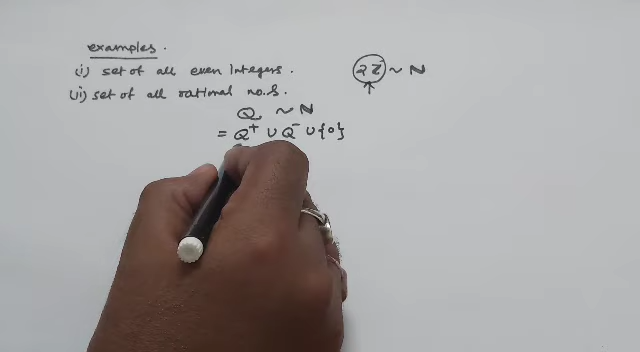 examples.
(i) set of all even integers. 2ℤ ~ ℕ
(ii) set of all rational no.s.
Q ~ ℕ
= Q⁺ ∪ Q⁻ ∪ {0}